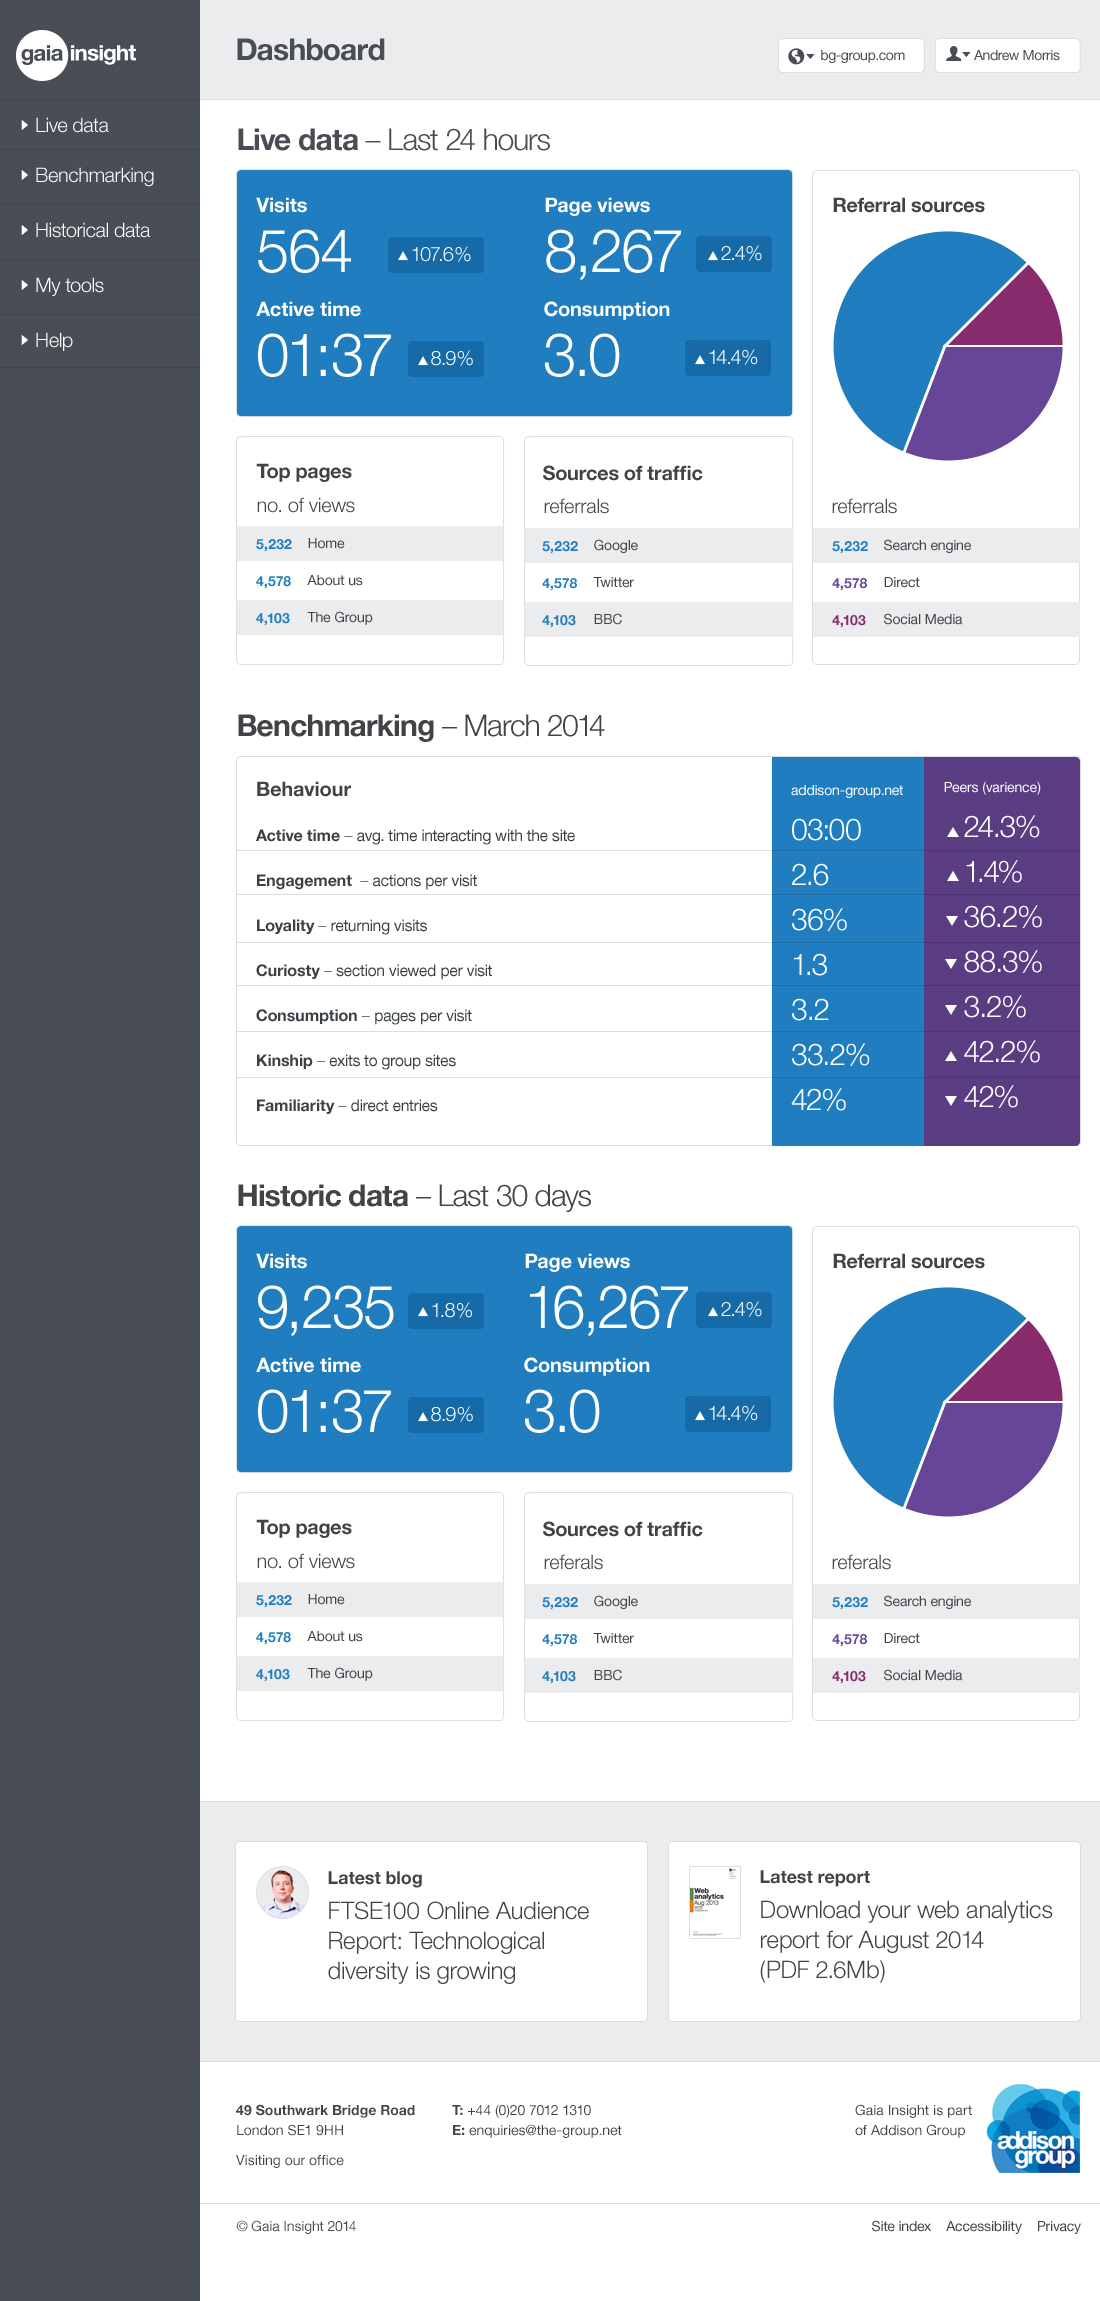 gaia insight
Live data
Benchmarking
Historical data
My tools
Help
Dashboard
bg-group.com
Andrew Morris
Live data – Last 24 hours
Visits
564
107.6%
Page views
8,267
2.4%
Active time
01:37
8.9%
Consumption
3.0
14.4%
Referral sources
referrals
5,232 Search engine
4,578 Direct
4,103 Social Media
Top pages
no. of views
5,232 Home
4,578 About us
4,103 The Group
Sources of traffic
referrals
5,232 Google
4,578 Twitter
4,103 BBC
Benchmarking – March 2014
Behaviour addison-group.net Peers (varience)
Active time – avg. time interacting with the site 03:00 24.3%
Engagement – actions per visit 2.6 1.4%
Loyality – returning visits 36% 36.2%
Curiosty – section viewed per visit 1.3 88.3%
Consumption – pages per visit 3.2 3.2%
Kinship – exits to group sites 33.2% 42.2%
Familiarity – direct entries 42% 42%
Historic data – Last 30 days
Visits
9,235
1.8%
Page views
16,267
2.4%
Active time
01:37
8.9%
Consumption
3.0
14.4%
Referral sources
referals
5,232 Search engine
4,578 Direct
4,103 Social Media
Top pages
no. of views
5,232 Home
4,578 About us
4,103 The Group
Sources of traffic
referals
5,232 Google
4,578 Twitter
4,103 BBC
Latest blog
FTSE100 Online Audience
Report: Technological
diversity is growing
Web
analytics
Aug 2013
Latest report
Download your web analytics
report for August 2014
(PDF 2.6Mb)
49 Southwark Bridge Road
London SE1 9HH
Visiting our office
T: +44 (0)20 7012 1310
E: enquiries@the-group.net
Gaia Insight is part
of Addison Group
addison
group
© Gaia Insight 2014
Site index Accessibility Privacy